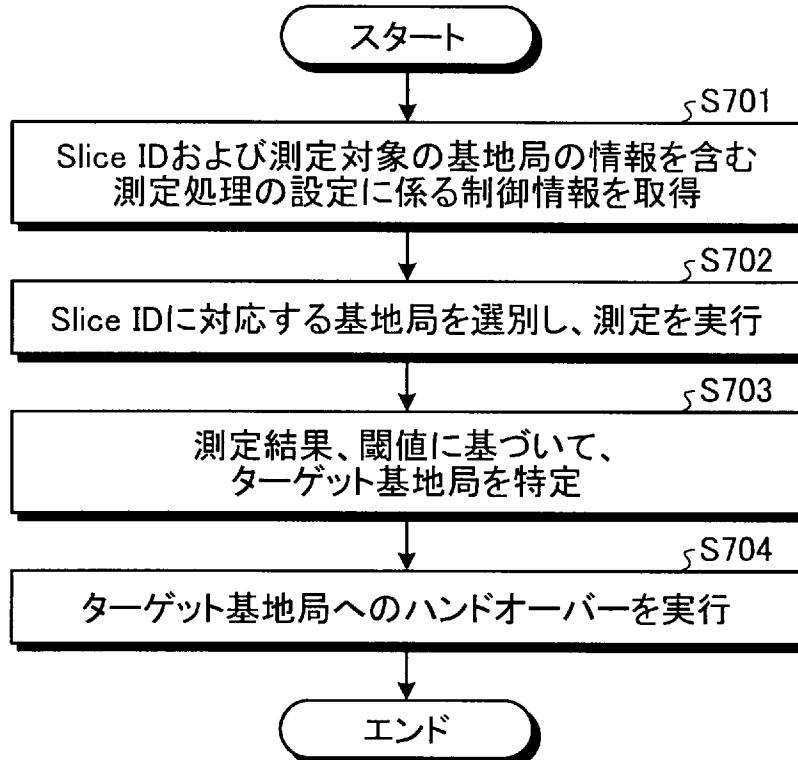 スタート
S701
Slice IDおよび測定対象の基地局の情報を含む
測定処理の設定に係る制御情報を取得
S702
Slice IDに対応する基地局を選別し、測定を実行
S703
測定結果、閾値に基づいて、
ターゲット基地局を特定
S704
ターゲット基地局へのハンドオーバーを実行
エンド